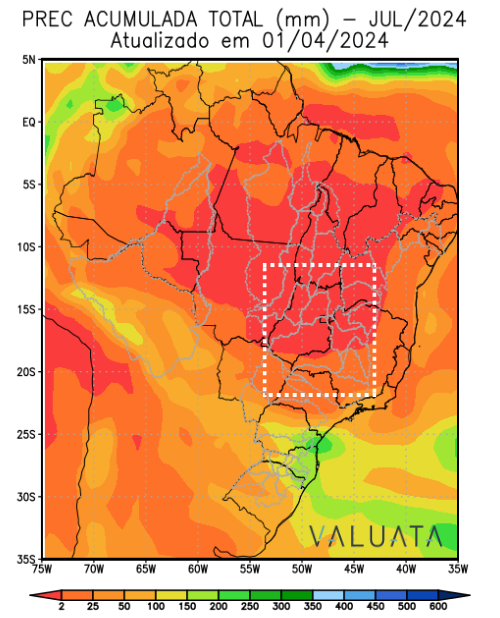 PREC ACUMULADA TOTAL (mm) – JUL/2024
Atualizado em 01/04/2024
5N
EQ
5S
10S
15S
20S
25S
30S
35S
VALUATA
75W 70W 65W 60W 55W 50W 45W 40W 35W
2 25 50 100 150 200 250 300 350 400 450 500 600